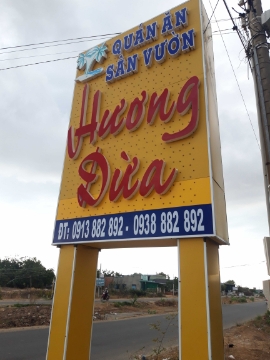 QUÁN ĂN
SÂN VƯỜN
Hương
Dừa
ĐT: 0913 882 892 - 0938 882 892